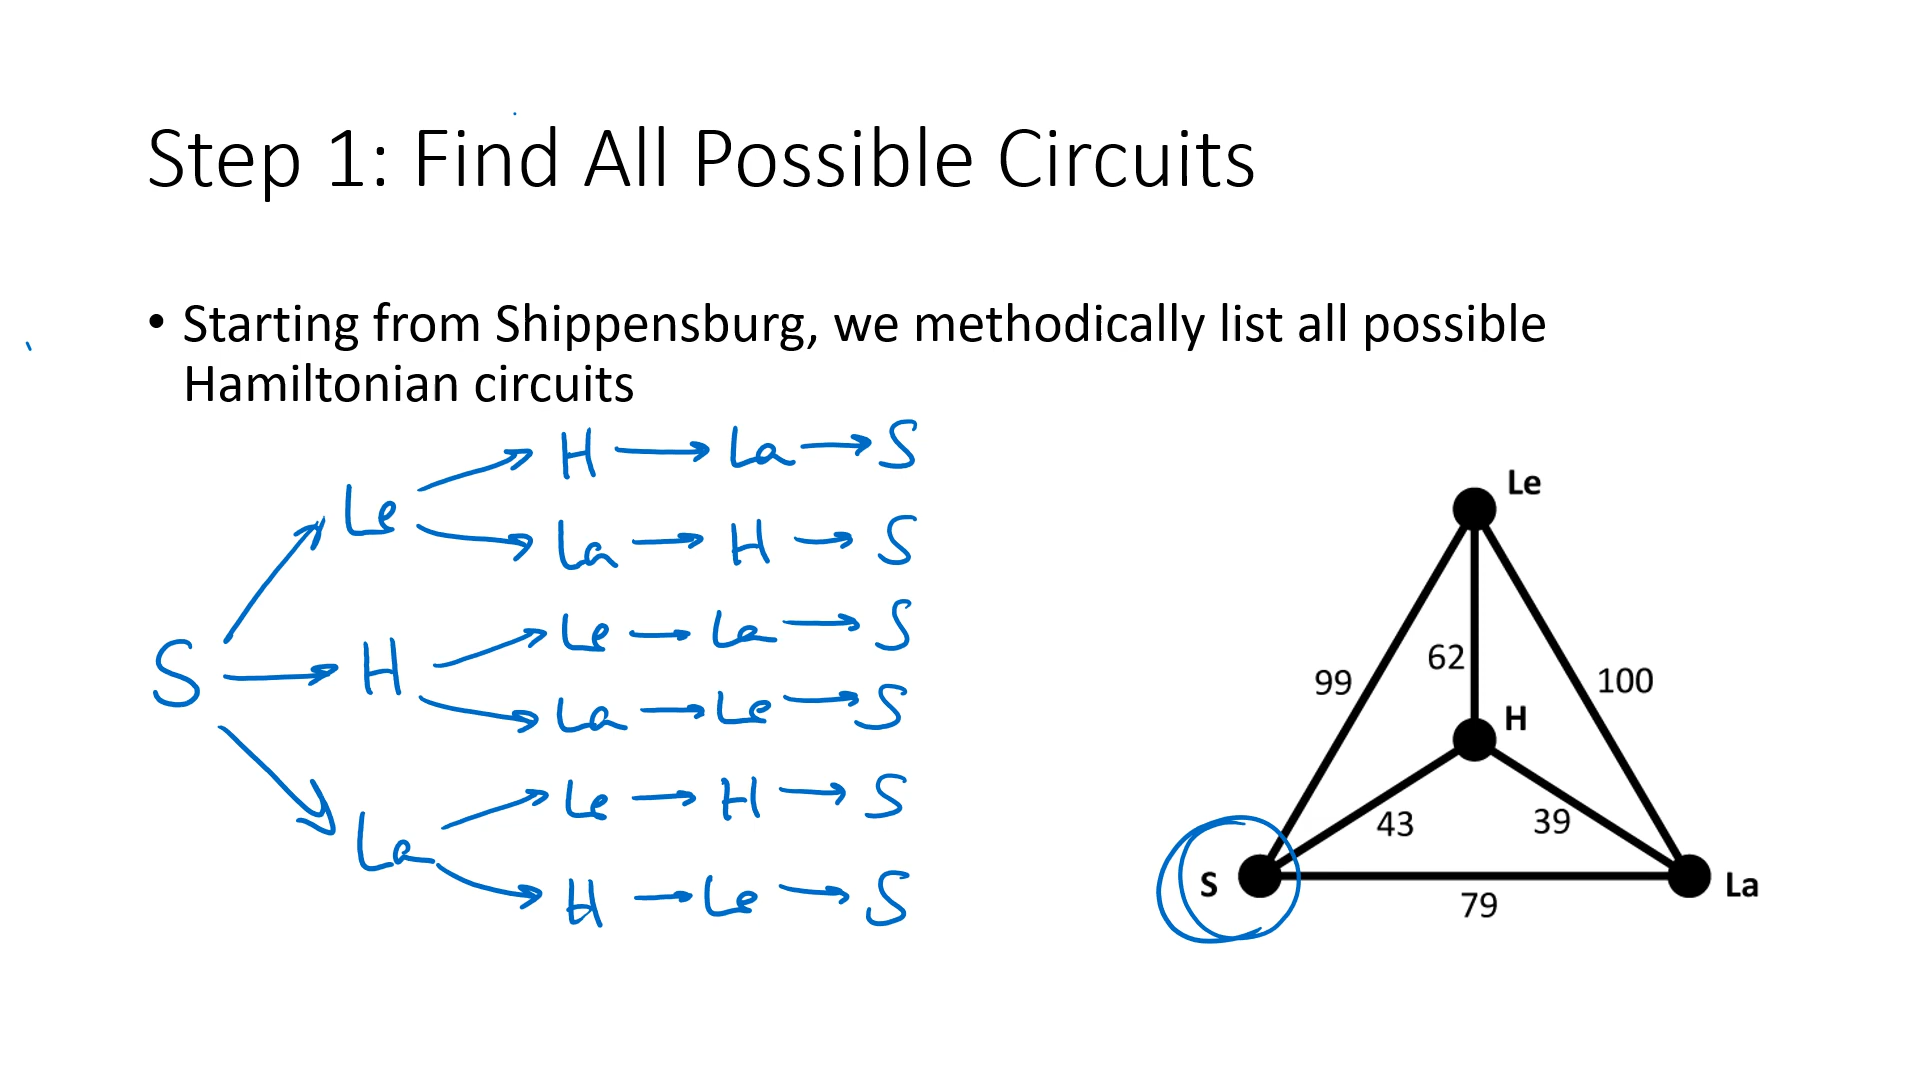 Step 1: Find All Possible Circuits
• Starting from Shippensburg, we methodically list all possible
Hamiltonian circuits
S → Le → H → La → S
→ La → H → S
→ H → Le → La → S
→ La → Le → S
→ La → Le → H → S
→ H → Le → S
Le
62
99
100
H
43
39
S
La
79